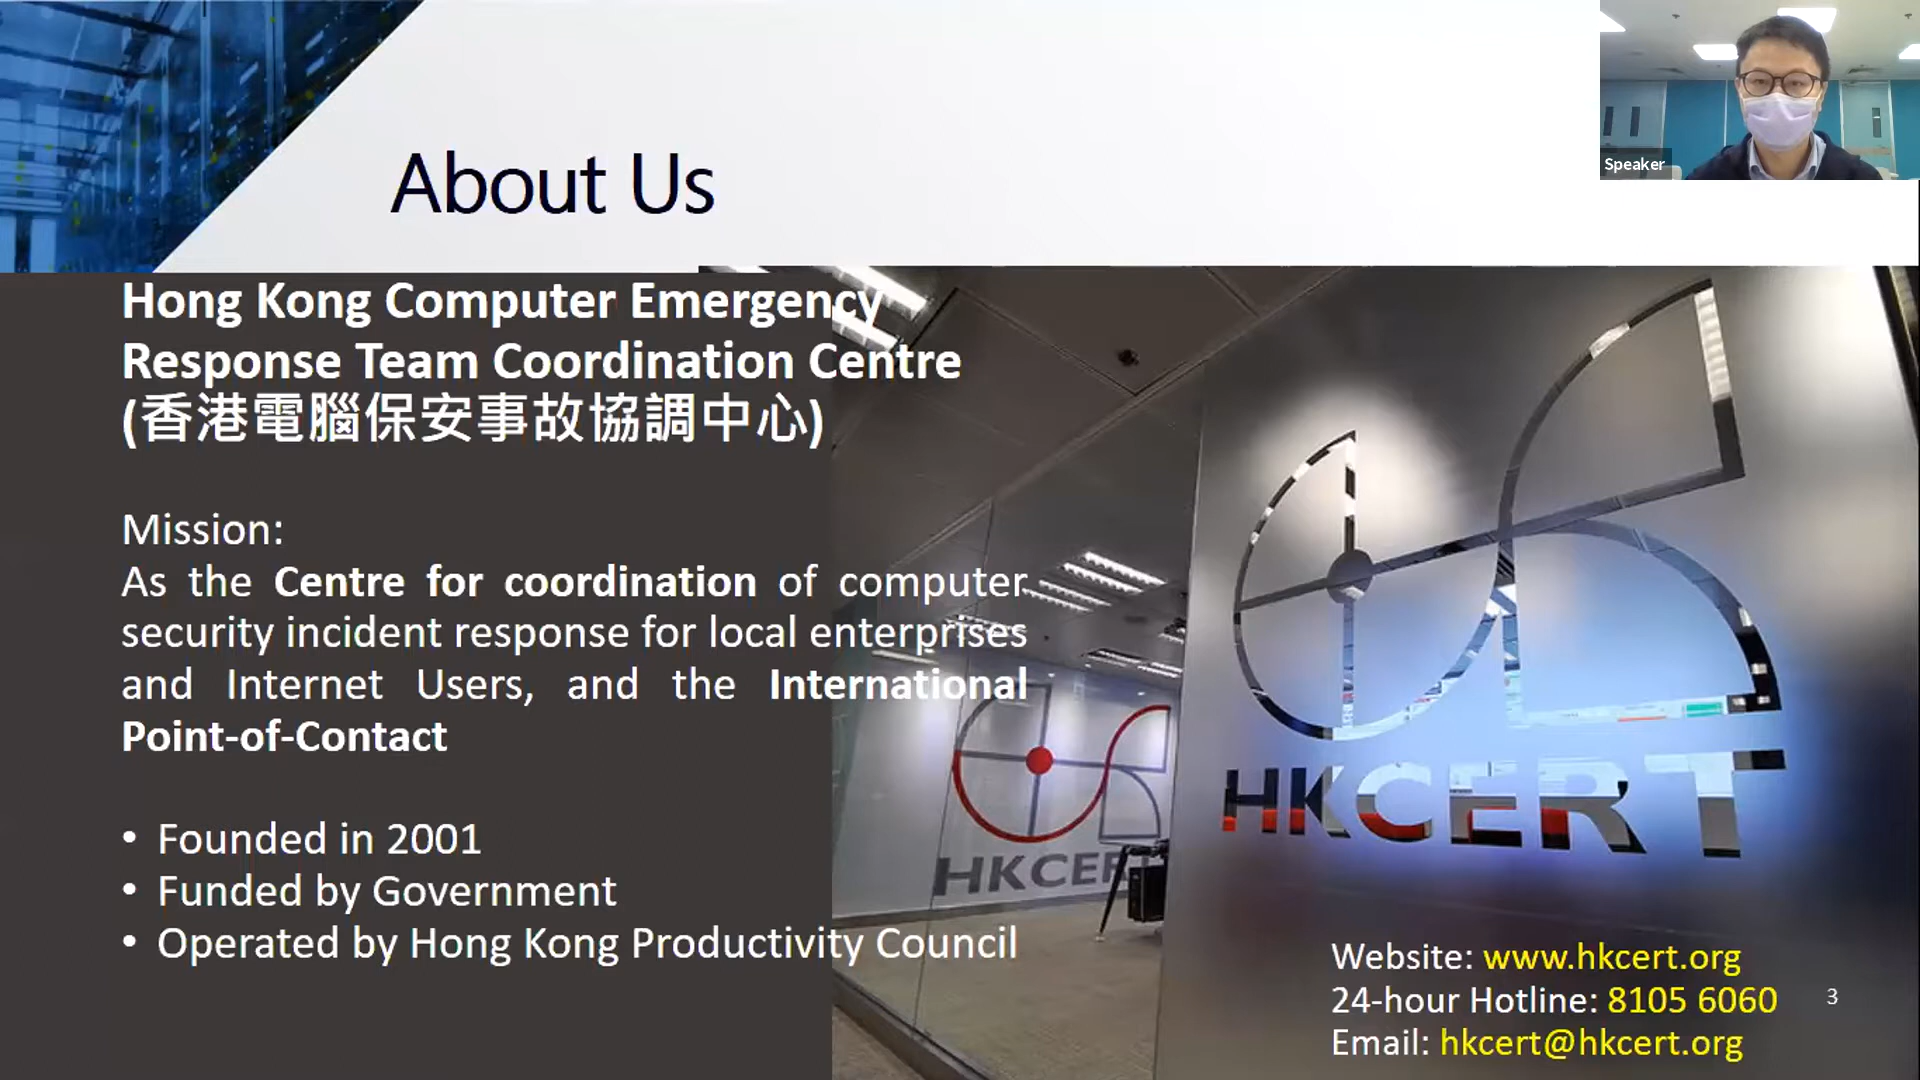 Speaker
About Us
Hong Kong Computer Emergency
Response Team Coordination Centre
(香港電腦保安事故協調中心)
Mission:
As the Centre for coordination of computer
security incident response for local enterprises
and Internet Users, and the International
Point-of-Contact
• Founded in 2001
• Funded by Government
• Operated by Hong Kong Productivity Council
HKCERT
HKCERT
Website: www.hkcert.org
24-hour Hotline: 8105 6060
Email: hkcert@hkcert.org
3